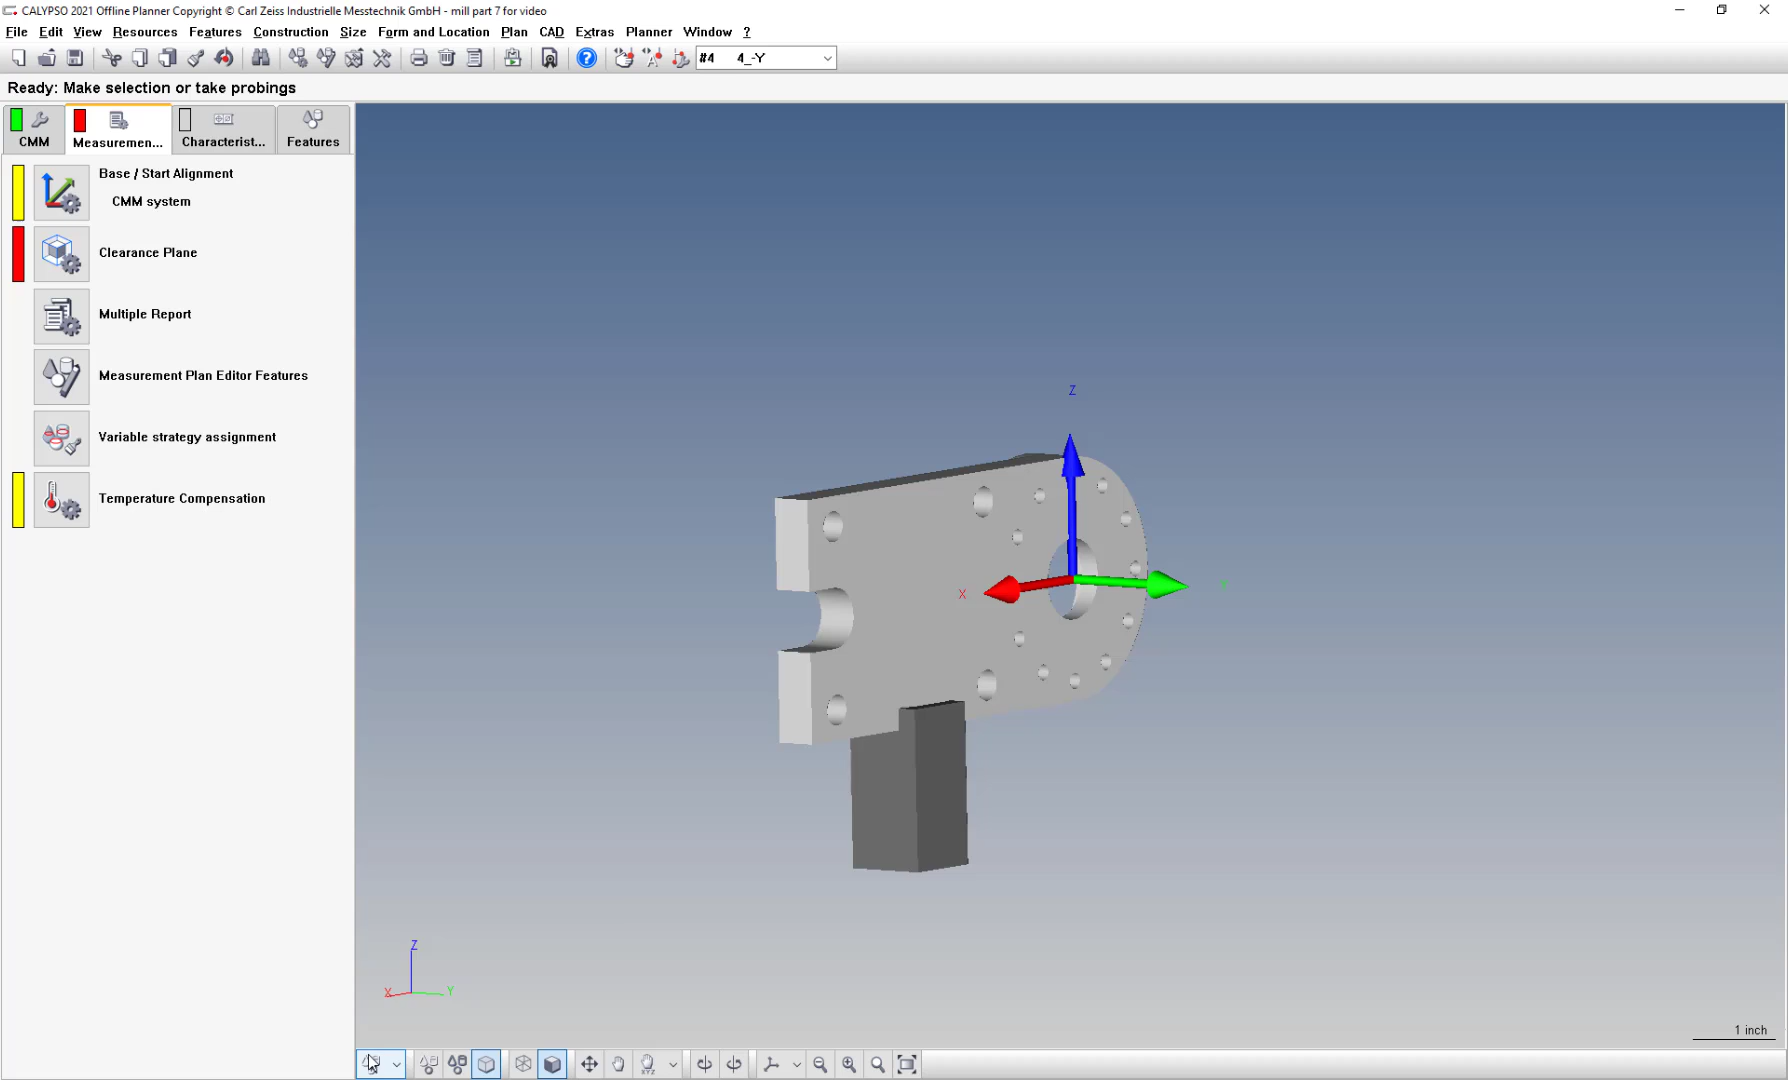 CALYPSO 2021 Offline Planner Copyright © Carl Zeiss Industrielle Messtechnik GmbH - mill part 7 for video
File Edit View Resources Features Construction Size Form and Location Plan CAD Extras Planner Window ?
#4 4_-Y
Ready: Make selection or take probings
CMM Measuremen... Characterist... Features
Base / Start Alignment
CMM system
Clearance Plane
Multiple Report
Measurement Plan Editor Features
Variable strategy assignment
Temperature Compensation
Z
X
Z
X Y
1 inch